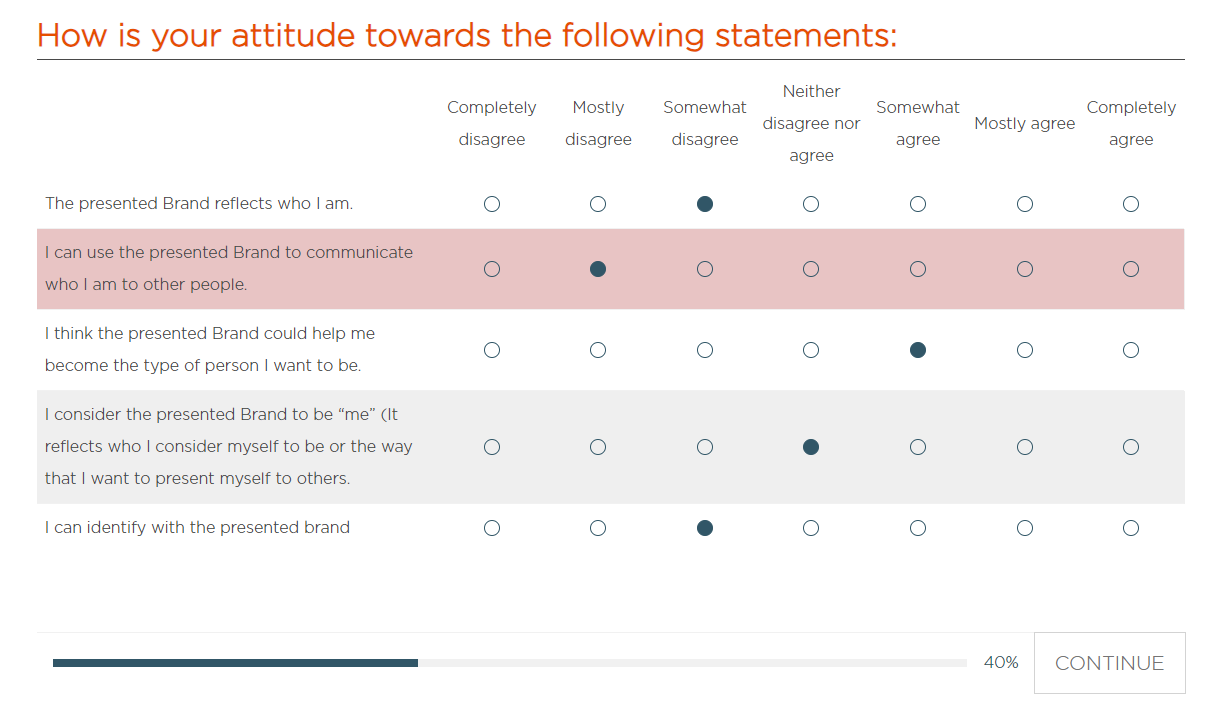 How is your attitude towards the following statements:
Completely disagree
Mostly disagree
Somewhat disagree
Neither disagree nor agree
Somewhat agree
Mostly agree
Completely agree
The presented Brand reflects who I am.
I can use the presented Brand to communicate
who I am to other people.
I think the presented Brand could help me
become the type of person I want to be.
I consider the presented Brand to be “me” (It
reflects who I consider myself to be or the way
that I want to present myself to others.
I can identify with the presented brand
40%
CONTINUE